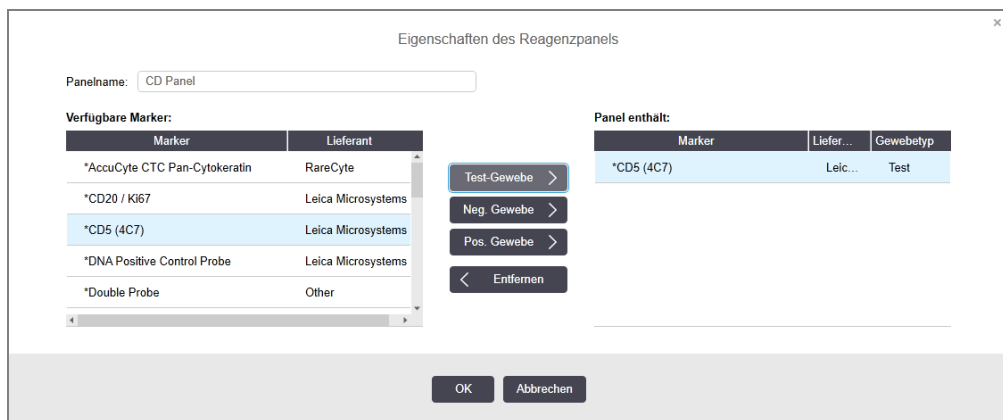 ×
Eigenschaften des Reagenzpanels
Panelname: CD Panel
Verfügbare Marker:
Marker Lieferant
*AccuCyte CTC Pan-Cytokeratin RareCyte
*CD20 / Ki67 Leica Microsystems
*CD5 (4C7) Leica Microsystems
*DNA Positive Control Probe Leica Microsystems
*Double Probe Other
Test-Gewebe
Neg. Gewebe
Pos. Gewebe
Entfernen
Panel enthält:
Marker Liefer... Gewebetyp
*CD5 (4C7) Leic... Test
OK Abbrechen